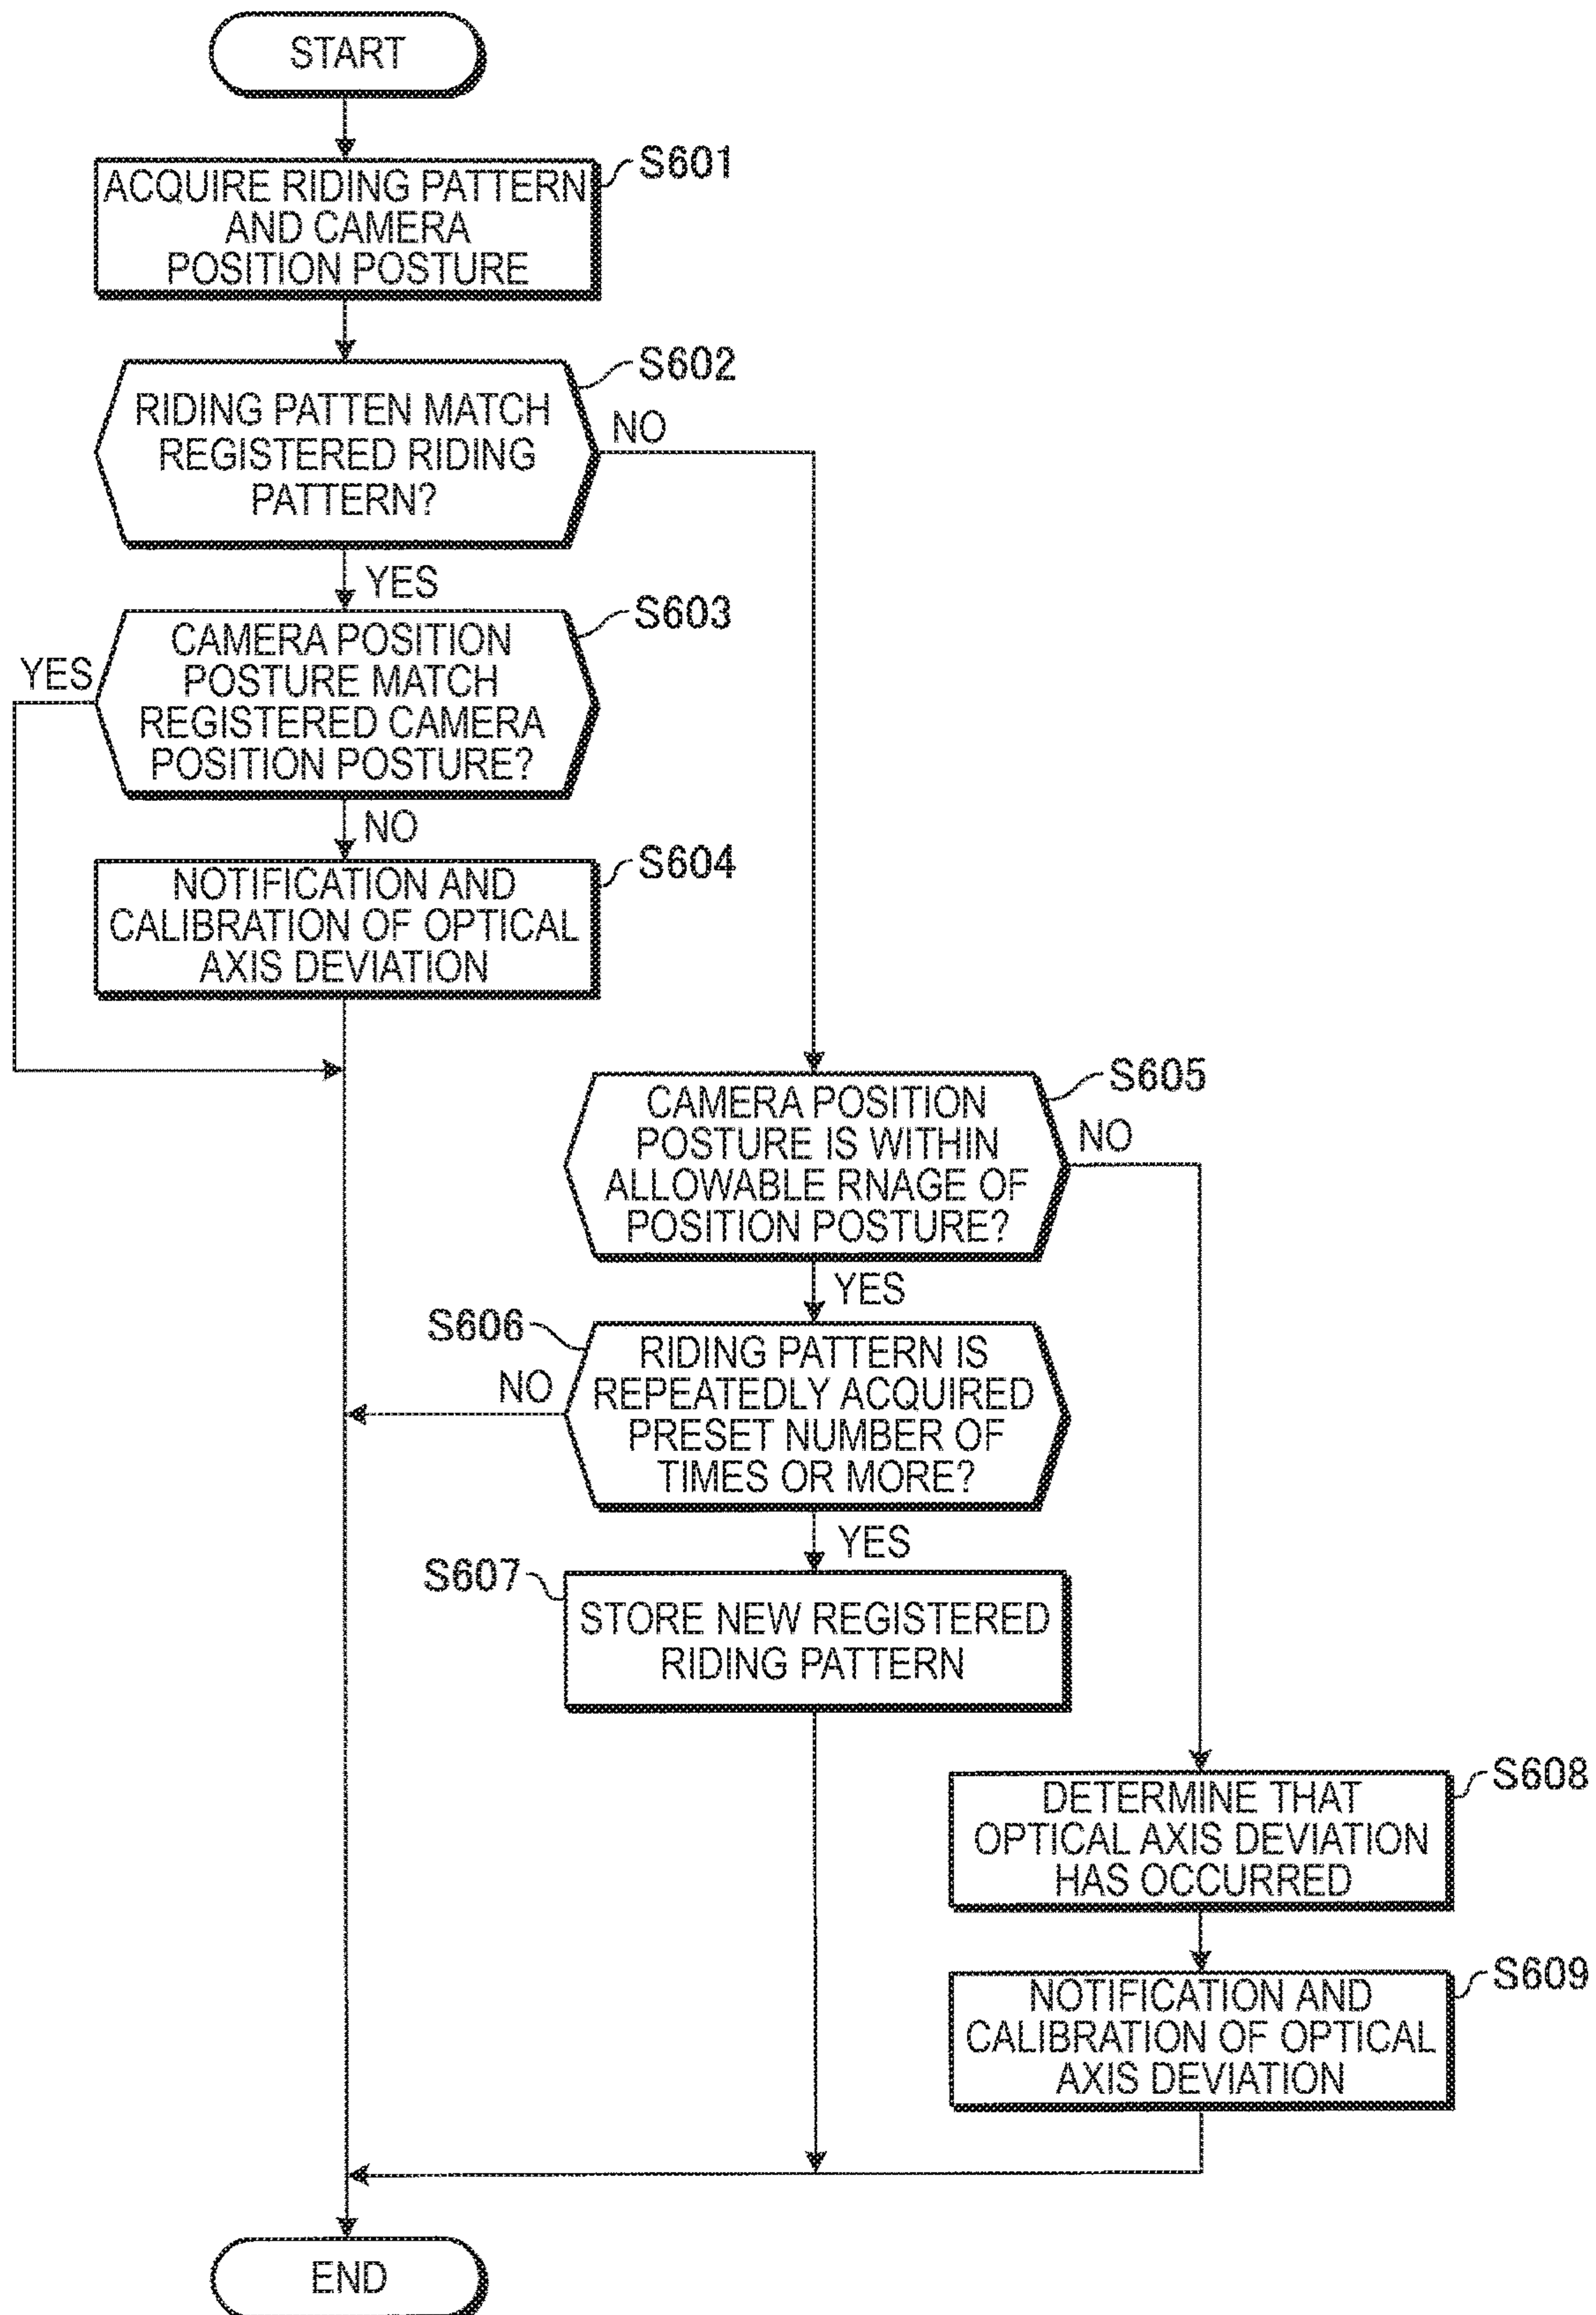 START
S601
ACQUIRE RIDING PATTERN
AND CAMERA
POSITION POSTURE
S602
RIDING PATTEN MATCH
REGISTERED RIDING
PATTERN?
NO
YES
S603
CAMERA POSITION
POSTURE MATCH
REGISTERED CAMERA
POSITION POSTURE?
YES
NO
S604
NOTIFICATION AND
CALIBRATION OF OPTICAL
AXIS DEVIATION
S605
CAMERA POSITION
POSTURE IS WITHIN
ALLOWABLE RNAGE OF
POSITION POSTURE?
NO
YES
S606
RIDING PATTERN IS
REPEATEDLY ACQUIRED
PRESET NUMBER OF
TIMES OR MORE?
NO
YES
S607
STORE NEW REGISTERED
RIDING PATTERN
S608
DETERMINE THAT
OPTICAL AXIS DEVIATION
HAS OCCURRED
S609
NOTIFICATION AND
CALIBRATION OF OPTICAL
AXIS DEVIATION
END